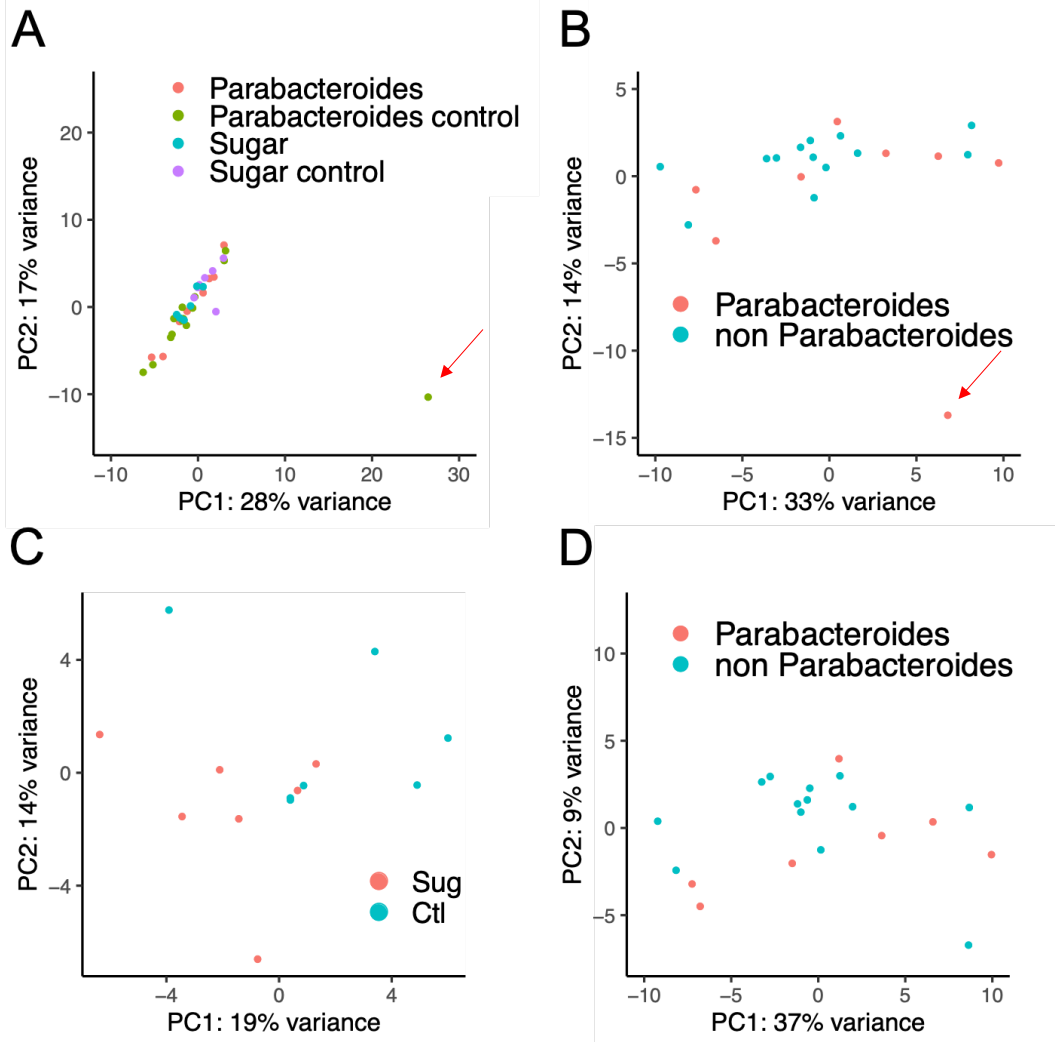 A
Parabacteroides
Parabacteroides control
Sugar
Sugar control
PC2: 17% variance
20
10
0
−10
−10
0
10
20
30
PC1: 28% variance
B
PC2: 14% variance
5
0
−5
−10
−15
Parabacteroides
non Parabacteroides
−10
−5
0
5
10
PC1: 33% variance
C
PC2: 14% variance
4
0
−4
Sug
Ctl
−4
0
4
PC1: 19% variance
D
Parabacteroides
non Parabacteroides
PC2: 9% variance
10
5
0
−5
−10
−5
0
5
10
PC1: 37% variance